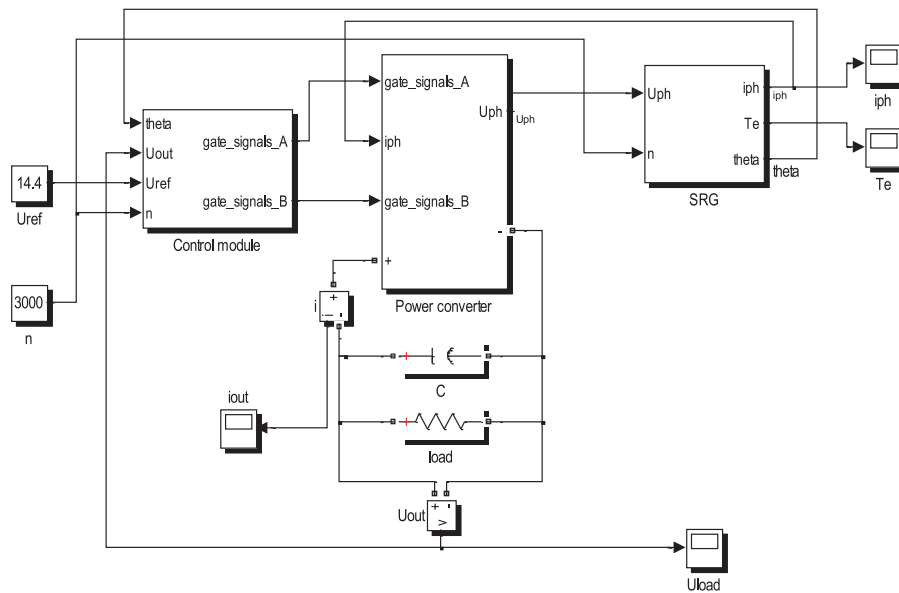 theta
Uout
Uref
n
gate_signals_A
gate_signals_B
Control module
14.4
Uref
3000
n
gate_signals_A
iph
gate_signals_B
Uph
Uph
+
-
Power converter
Uph
n
iph
Te
theta
iph
theta
SRG
iph
Te
i
+
-
i
iout
+
C
+
load
Uout
+
-
v
Uload